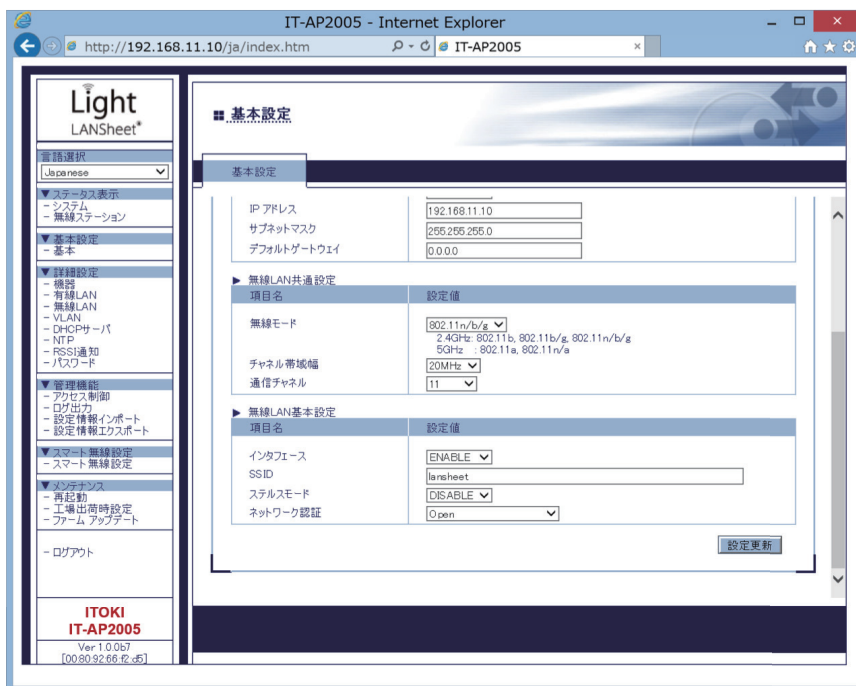 IT-AP2005 - Internet Explorer
http://192.168.11.10/ja/index.htm
IT-AP2005
Light
LANSheet*
言語選択
Japanese
▼ステータス表示
- システム
- 無線ステーション
▼基本設定
- 基本
▼詳細設定
- 機器
- 有線LAN
- 無線LAN
- VLAN
- DHCPサーバ
- NTP
- RSSI通知
- パスワード
▼管理機能
- アクセス制御
- ログ出力
- 設定情報インポート
- 設定情報エクスポート
▼スマート無線設定
- スマート無線設定
▼メンテナンス
- 再起動
- 工場出荷時設定
- ファーム アップデート
- ログアウト
ITOKI
IT-AP2005
Ver 1.0.0b7
[00:80:92:66:f2:d5]
基本設定
基本設定
IP アドレス 192.168.11.10
サブネットマスク 255.255.255.0
デフォルトゲートウェイ 0.0.0.0
▶ 無線LAN共通設定
項目名 設定値
無線モード 802.11n/b/g
2.4GHz: 802.11b, 802.11b/g, 802.11n/b/g
5GHz : 802.11a, 802.11n/a
チャネル帯域幅 20MHz
通信チャネル 11
▶ 無線LAN基本設定
項目名 設定値
インタフェース ENABLE
SSID lansheet
ステルスモード DISABLE
ネットワーク認証 Open
設定更新